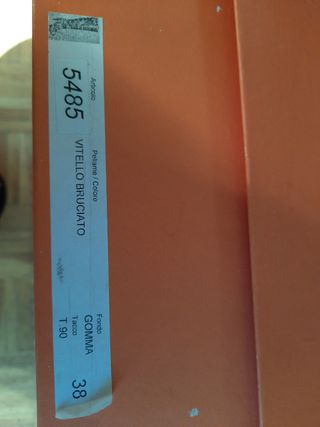 Articolo
5485
Pellame / Colore
VITELLO BRUCIATO
Fondo
GOMMA
Tacco
T 90
38